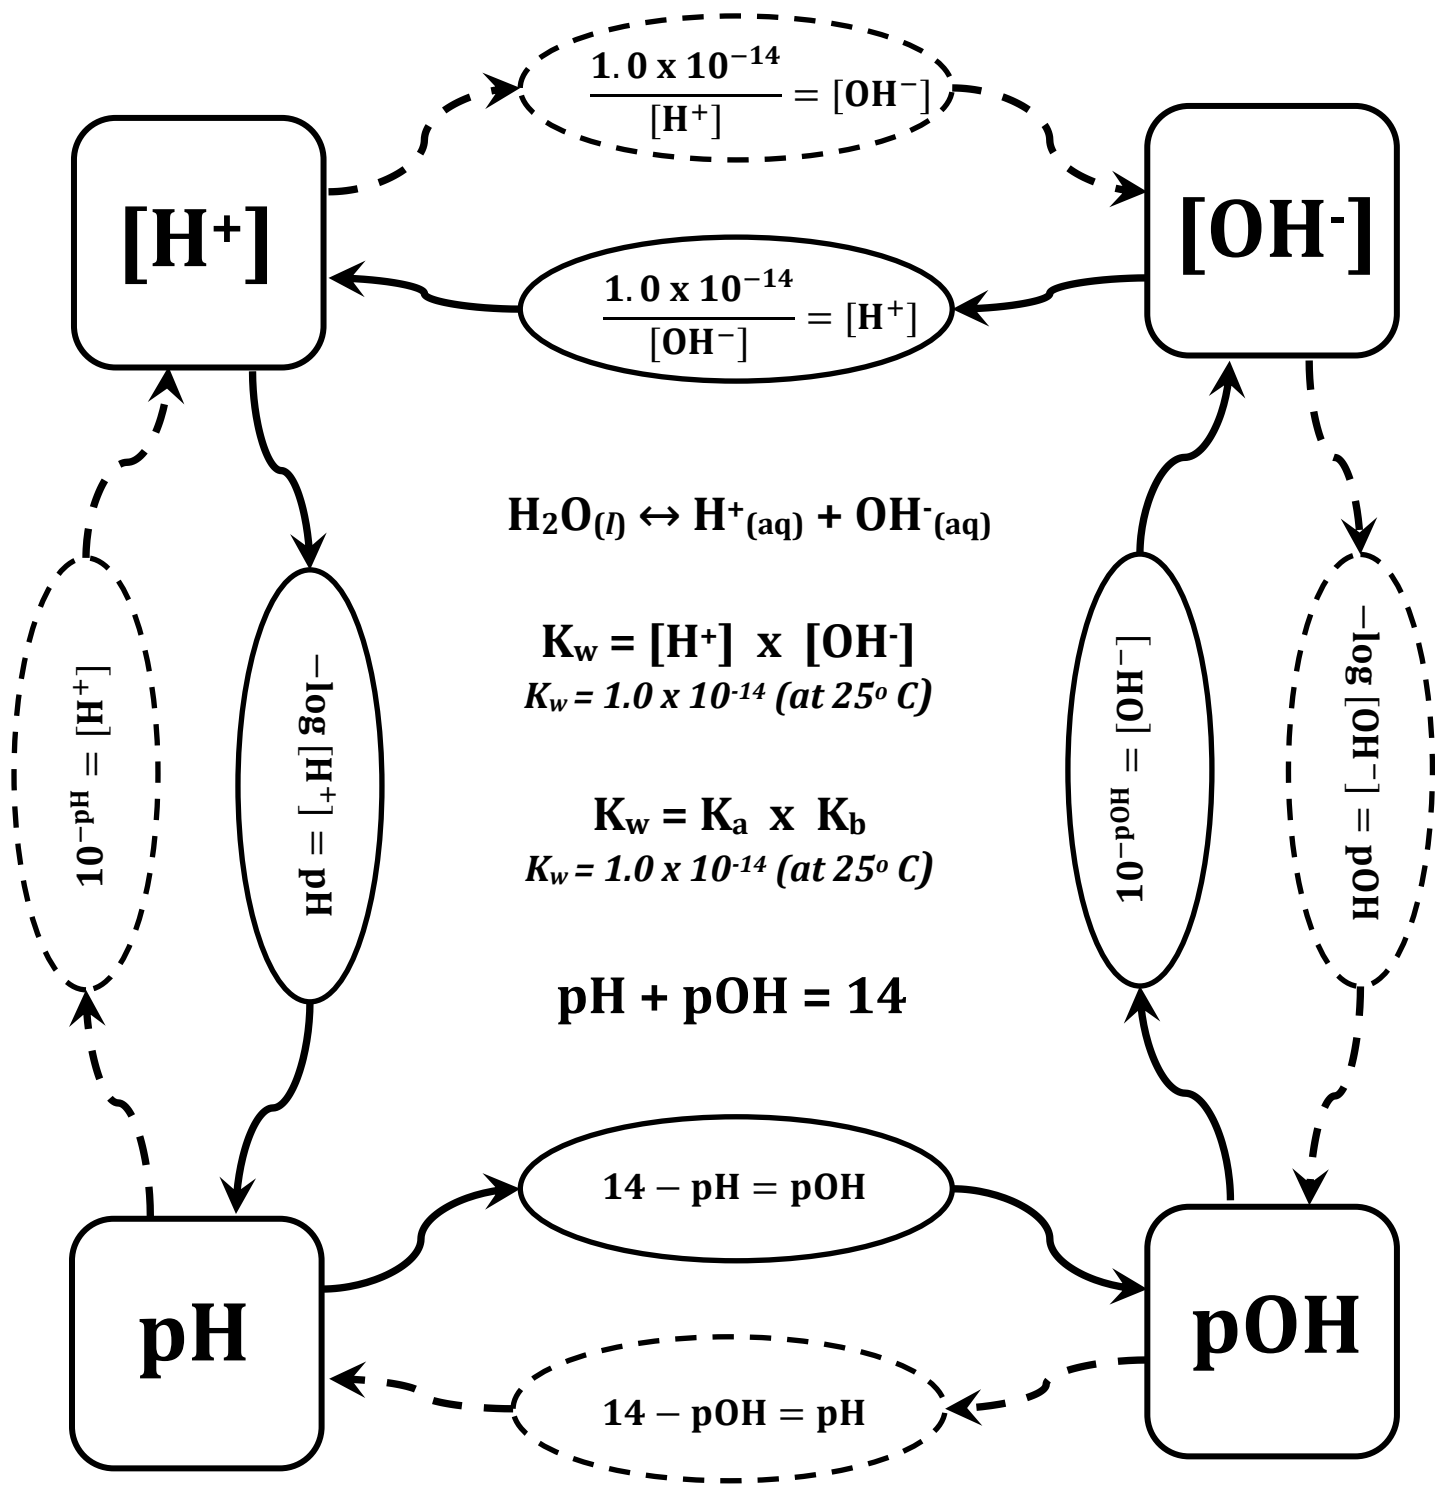 1.0 x 10⁻¹⁴
[H⁺] = [OH⁻]
[H⁺]
[OH⁻]
1.0 x 10⁻¹⁴
[OH⁻] = [H⁺]
H₂O₍l₎ ↔ H⁺(aq) + OH⁻(aq)
Kw = [H⁺] x [OH⁻]
Kw = 1.0 x 10⁻¹⁴ (at 25º C)
Kw = Ka x Kb
Kw = 1.0 x 10⁻¹⁴ (at 25º C)
pH + pOH = 14
10⁻ᵖᴴ = [H⁺]
−log [H⁺] = pH
10⁻ᵖᴼᴴ = [OH⁻]
−log [OH⁻] = pOH
14 − pH = pOH
pH
pOH
14 − pOH = pH